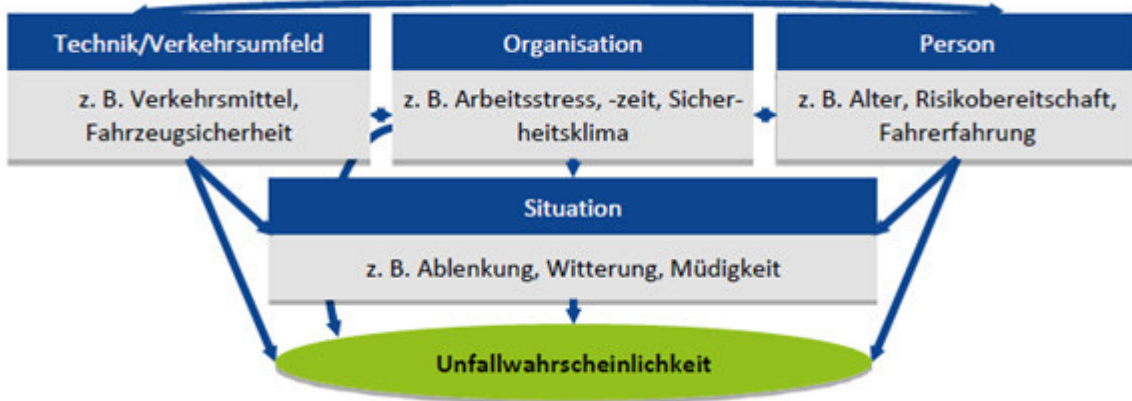 Technik/Verkehrsumfeld
z. B. Verkehrsmittel,
Fahrzeugsicherheit
Organisation
z. B. Arbeitsstress, -zeit, Sicher-
heitsklima
Person
z. B. Alter, Risikobereitschaft,
Fahrerfahrung
Situation
z. B. Ablenkung, Witterung, Müdigkeit
Unfallwahrscheinlichkeit